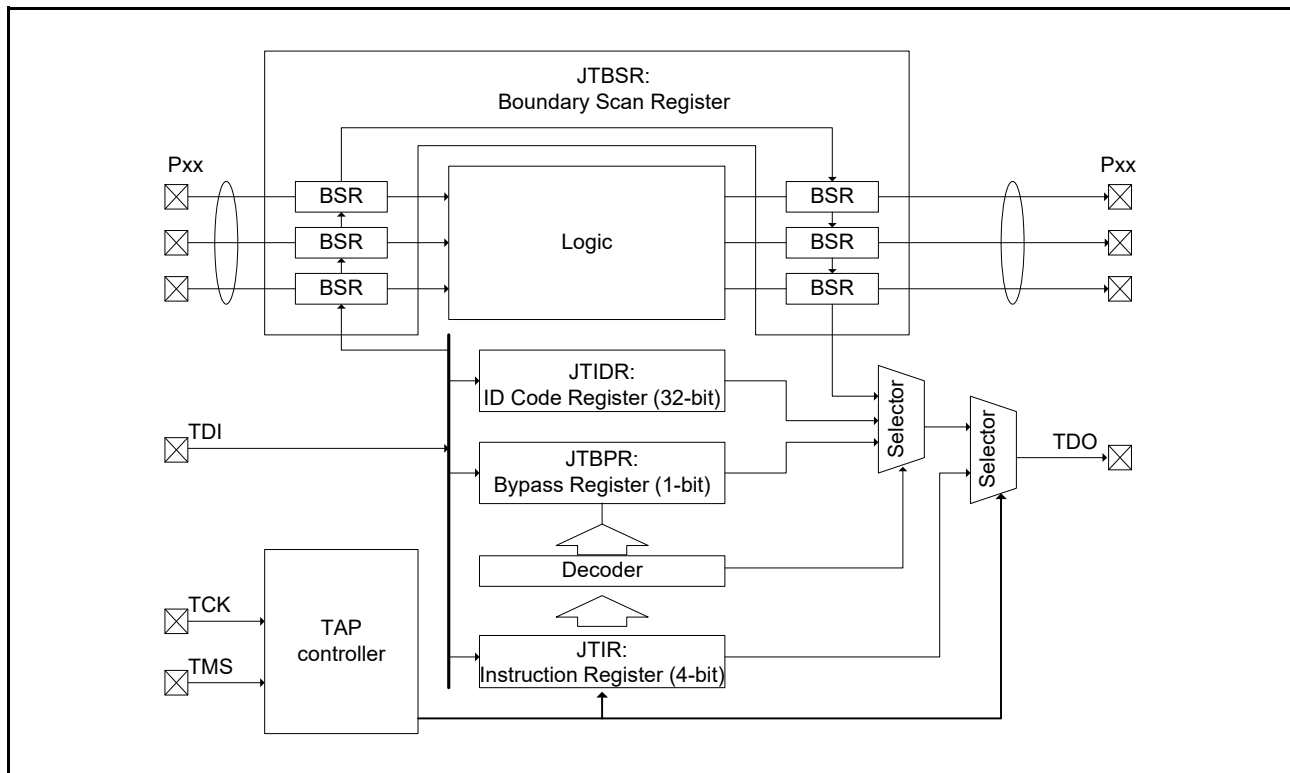 JTBSR:
Boundary Scan Register
Pxx
Pxx
BSR
BSR
BSR
BSR
BSR
BSR
Logic
JTIDR:
ID Code Register (32-bit)
TDI
JTBPR:
Bypass Register (1-bit)
Selector
Selector
TDO
Decoder
TCK
TMS
TAP
controller
JTIR:
Instruction Register (4-bit)